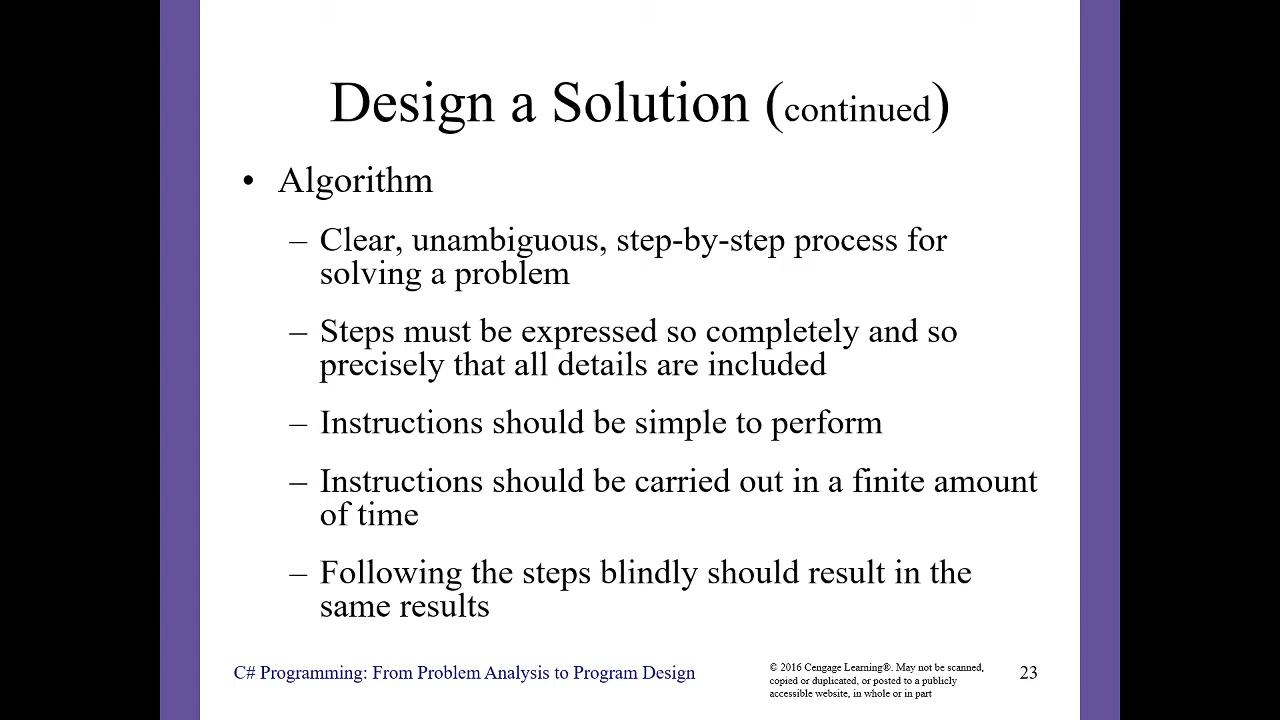 Design a Solution (continued)
• Algorithm
– Clear, unambiguous, step-by-step process for
solving a problem
– Steps must be expressed so completely and so
precisely that all details are included
– Instructions should be simple to perform
– Instructions should be carried out in a finite amount
of time
– Following the steps blindly should result in the
same results
C# Programming: From Problem Analysis to Program Design
© 2016 Cengage Learning®. May not be scanned,
copied or duplicated, or posted to a publicly
accessible website, in whole or in part
23